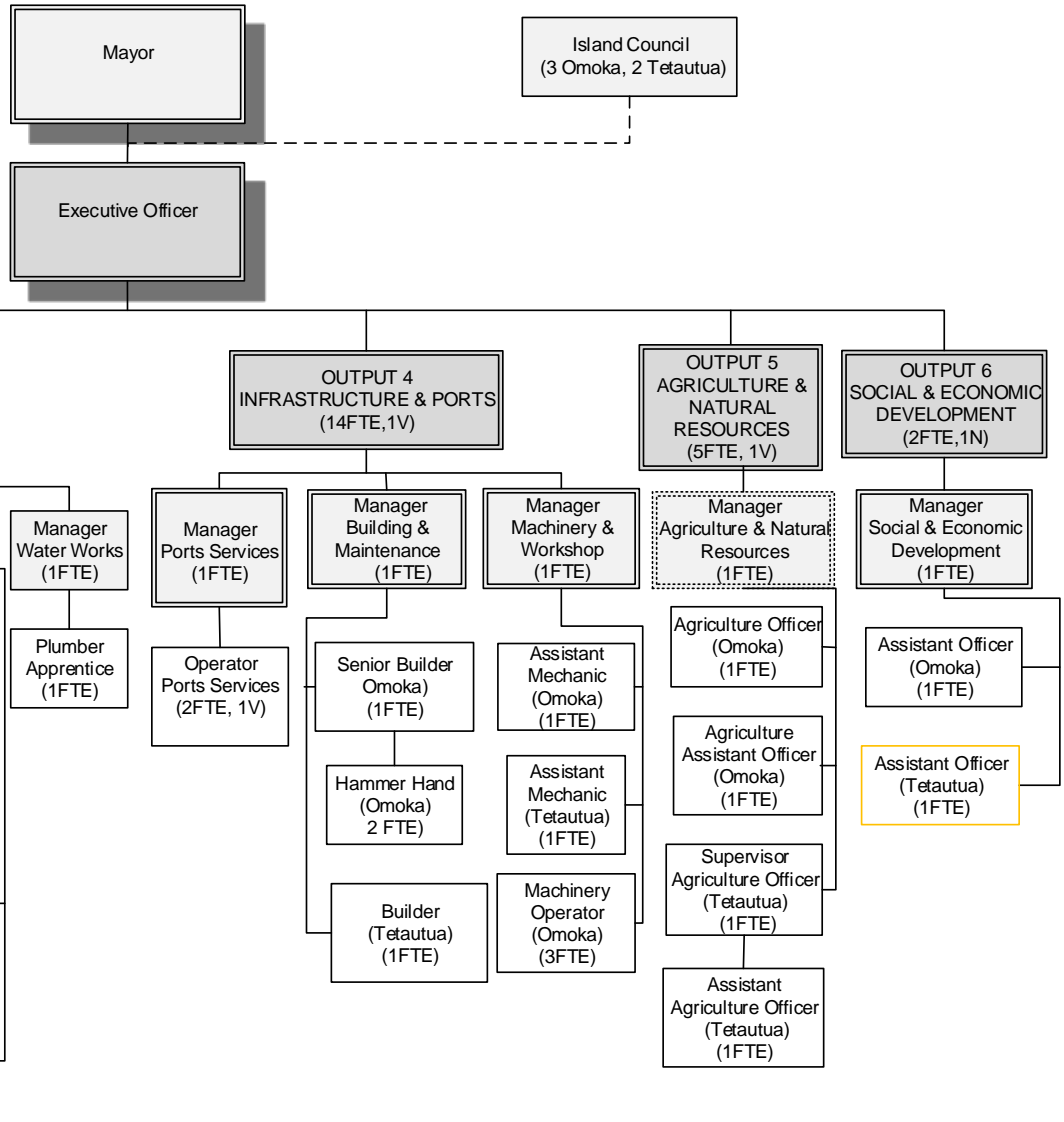 Mayor
Island Council
(3 Omoka, 2 Tetautua)
Executive Officer
OUTPUT 4
INFRASTRUCTURE & PORTS
(14FTE,1V)
OUTPUT 5
AGRICULTURE &
NATURAL
RESOURCES
(5FTE, 1V)
OUTPUT 6
SOCIAL & ECONOMIC
DEVELOPMENT
(2FTE,1N)
Manager
Water Works
(1FTE)
Manager
Ports Services
(1FTE)
Manager
Building &
Maintenance
(1FTE)
Manager
Machinery &
Workshop
(1FTE)
Manager
Agriculture & Natural
Resources
(1FTE)
Manager
Social & Economic
Development
(1FTE)
Plumber
Apprentice
(1FTE)
Operator
Ports Services
(2FTE, 1V)
Senior Builder
Omoka)
(1FTE)
Hammer Hand
(Omoka)
2 FTE)
Builder
(Tetautua)
(1FTE)
Assistant
Mechanic
(Omoka)
(1FTE)
Assistant
Mechanic
(Tetautua)
(1FTE)
Machinery
Operator
(Omoka)
(3FTE)
Agriculture Officer
(Omoka)
(1FTE)
Agriculture
Assistant Officer
(Omoka)
(1FTE)
Supervisor
Agriculture Officer
(Tetautua)
(1FTE)
Assistant
Agriculture Officer
(Tetautua)
(1FTE)
Assistant Officer
(Omoka)
(1FTE)
Assistant Officer
(Tetautua)
(1FTE)